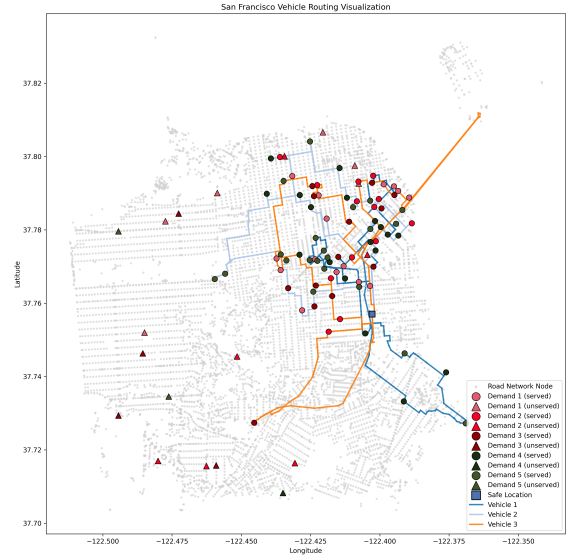 San Francisco Vehicle Routing Visualization
37.82
37.80
37.78
37.76
37.74
37.72
37.70
Latitude
−122.500
−122.475
−122.450
−122.425
−122.400
−122.375
−122.350
Longitude
Road Network Node
Demand 1 (served)
Demand 1 (unserved)
Demand 2 (served)
Demand 2 (unserved)
Demand 3 (served)
Demand 3 (unserved)
Demand 4 (served)
Demand 4 (unserved)
Demand 5 (served)
Demand 5 (unserved)
Safe Location
Vehicle 1
Vehicle 2
Vehicle 3